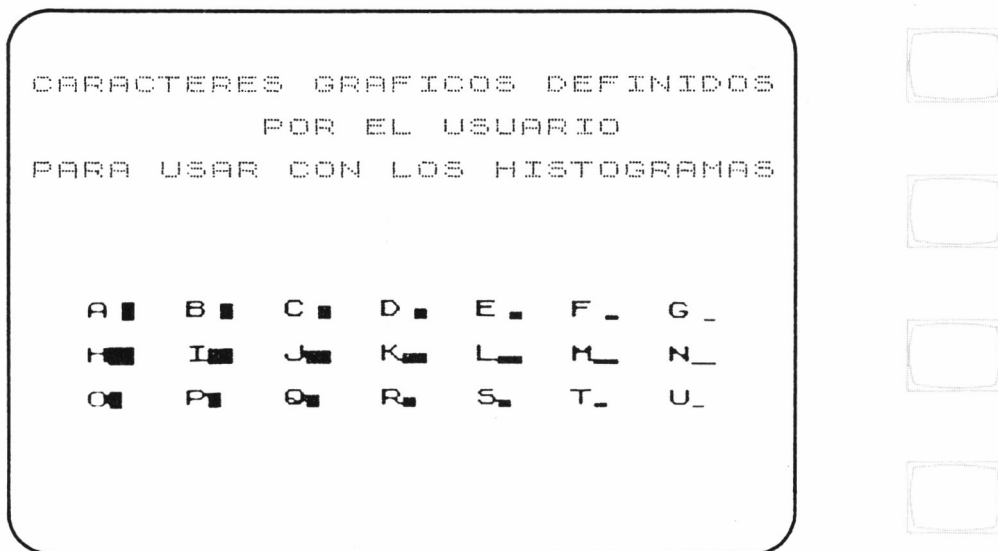 CARACTERES GRAFICOS DEFINIDOS
POR EL USUARIO
PARA USAR CON LOS HISTOGRAMAS
A B C D E F G
H I J K L M N
O P Q R S T U